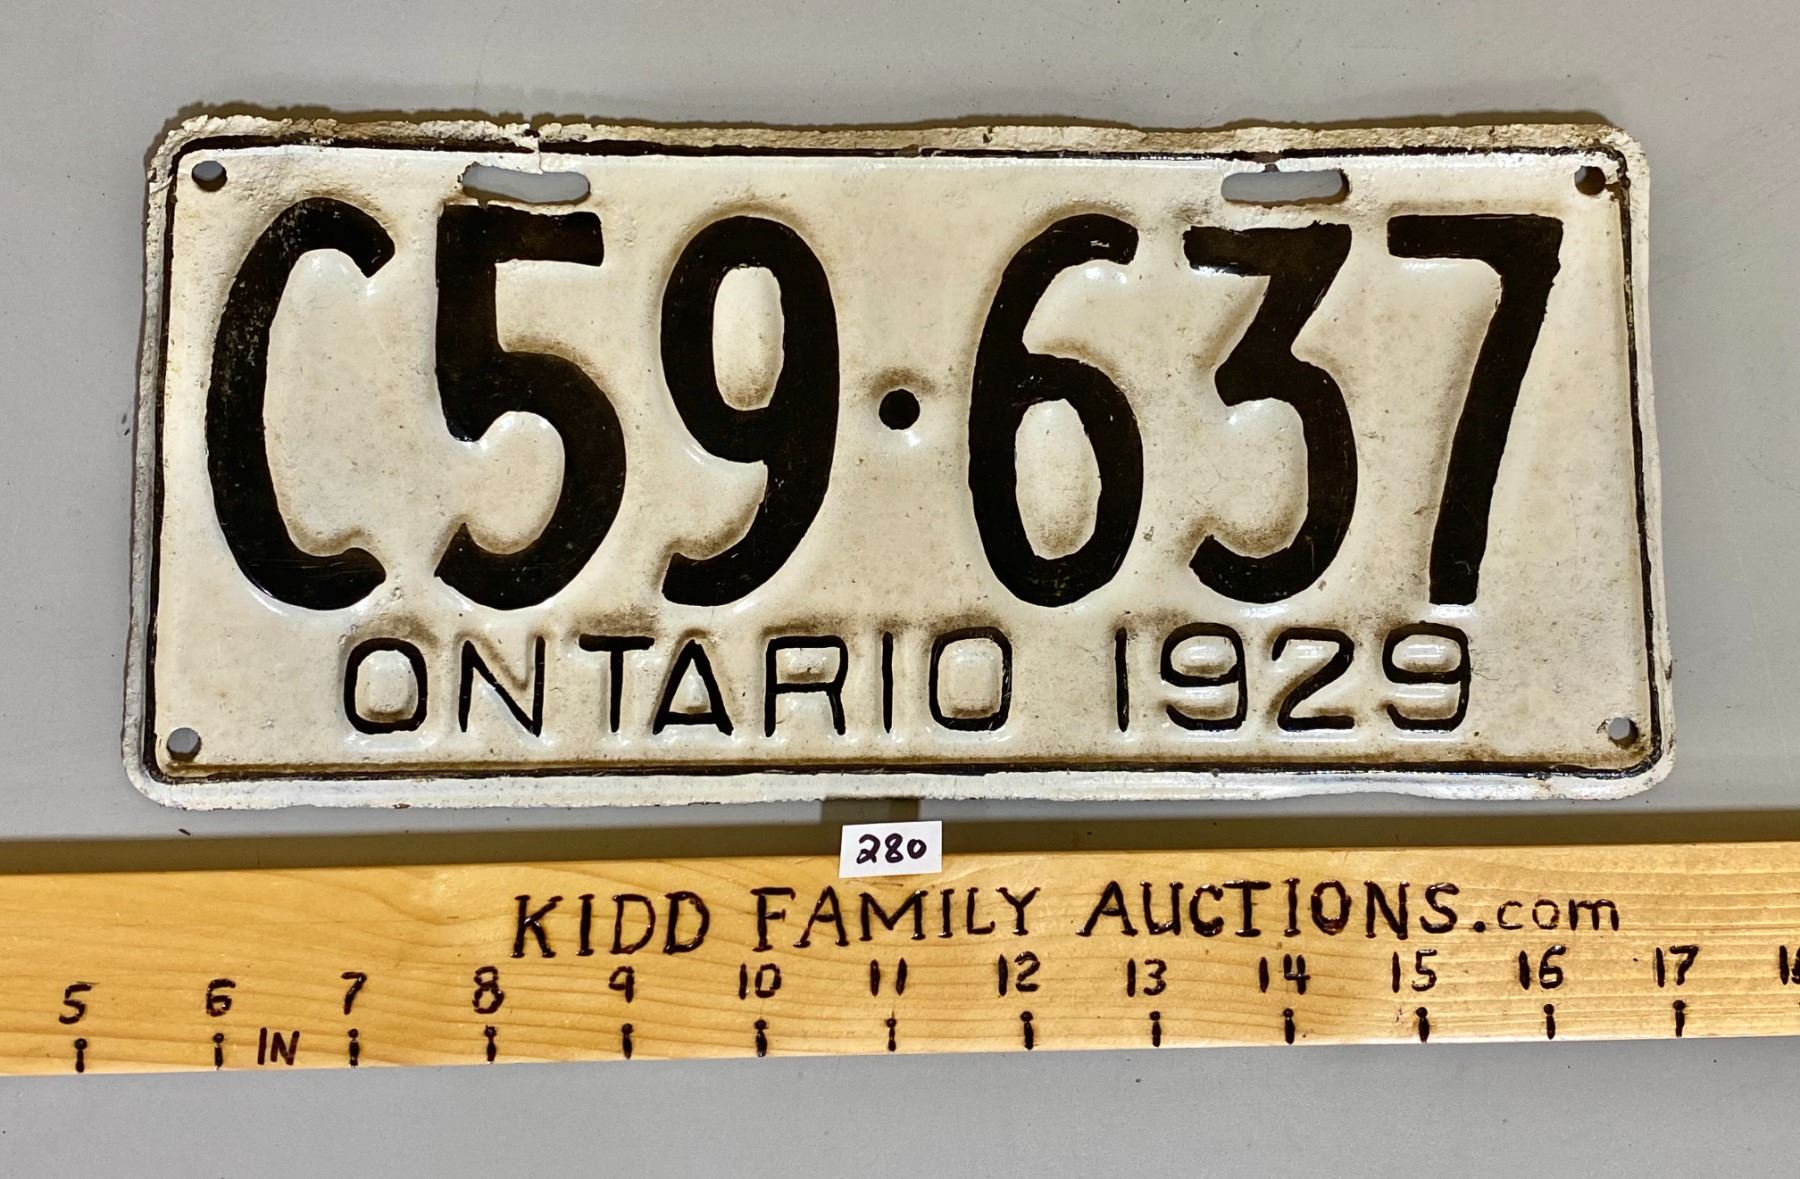 C59·637
ONTARIO 1929
280
KIDD FAMILY AUCTIONS.com
5 6 7 8 9 10 11 12 13 14 15 16 17
IN